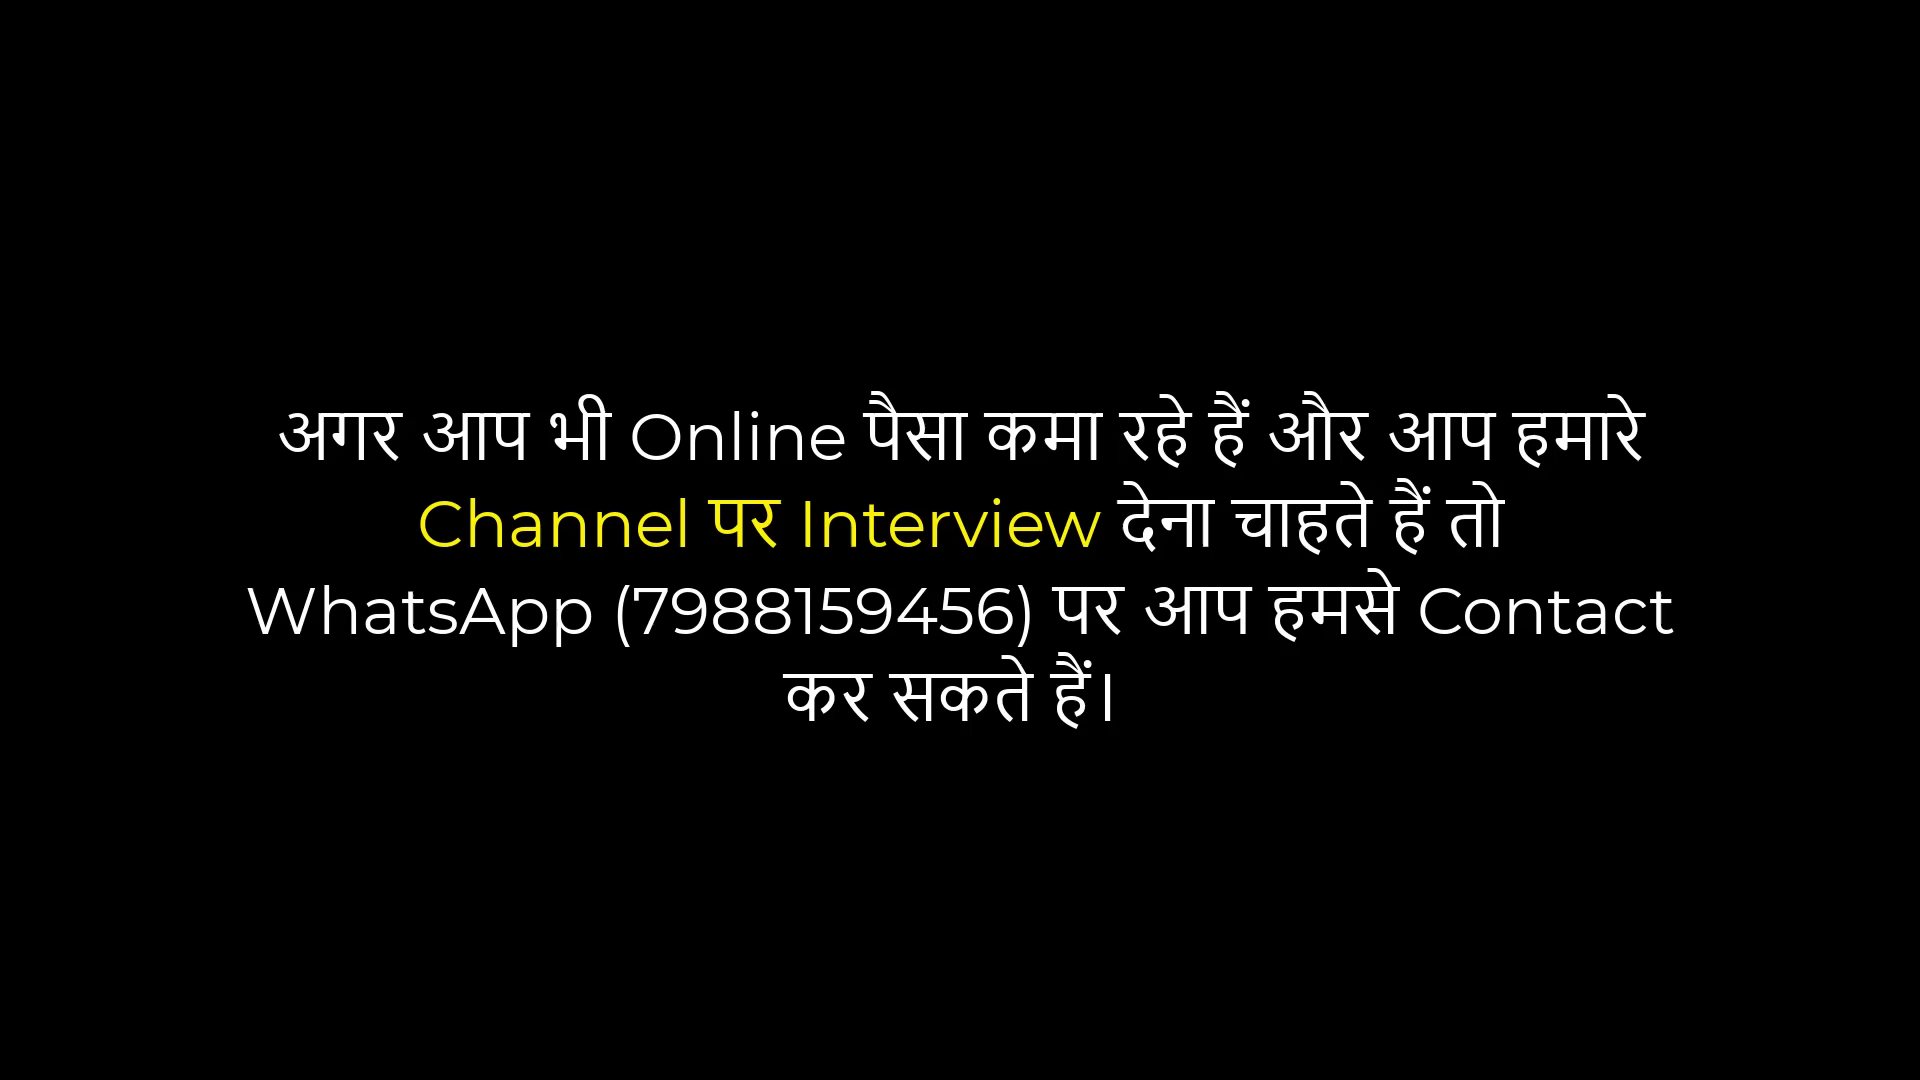 अगर आप भी Online पैसा कमा रहे हैं और आप हमारे
Channel पर Interview देना चाहते हैं तो
WhatsApp (7988159456) पर आप हमसे Contact
कर सकते हैं।